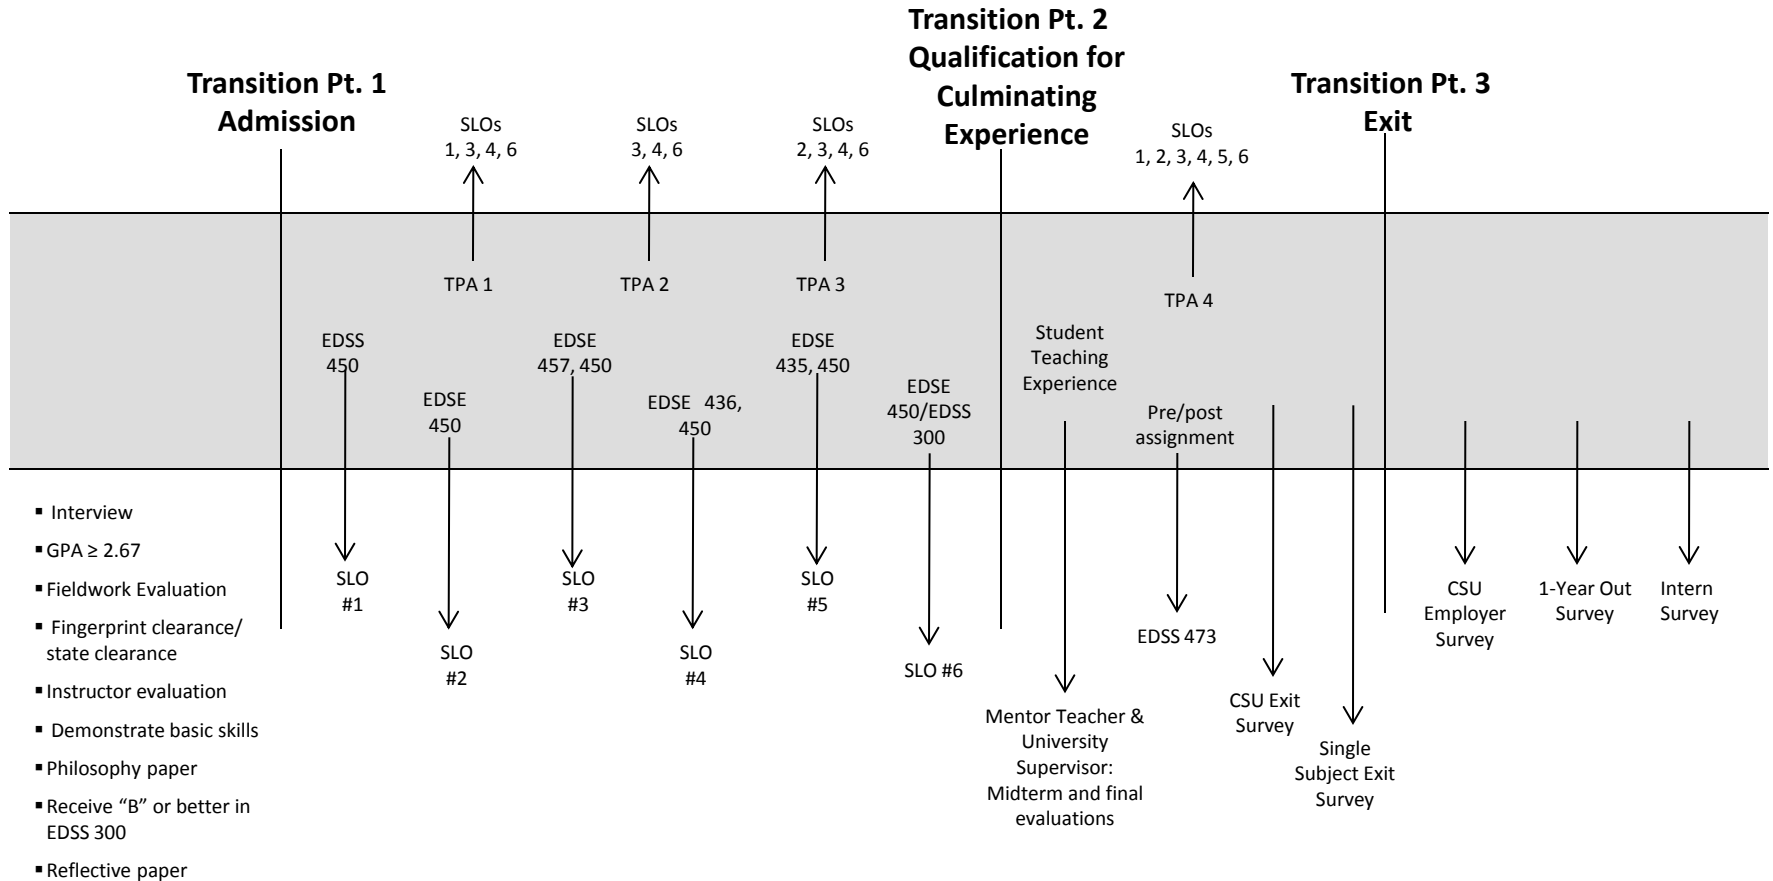 Transition Pt. 1
Admission
Transition Pt. 2
Qualification for
Culminating
Experience
Transition Pt. 3
Exit
SLOs
1, 3, 4, 6
SLOs
3, 4, 6
SLOs
2, 3, 4, 6
SLOs
1, 2, 3, 4, 5, 6
TPA 1
TPA 2
TPA 3
TPA 4
EDSS
450
EDSE
450
EDSE
457, 450
EDSE 436,
450
EDSE
435, 450
EDSE
450/EDSS
300
Student
Teaching
Experience
Pre/post
assignment
▪ Interview
▪ GPA ≥ 2.67
▪ Fieldwork Evaluation
▪ Fingerprint clearance/
state clearance
▪ Instructor evaluation
▪ Demonstrate basic skills
▪ Philosophy paper
▪ Receive “B” or better in
EDSS 300
▪ Reflective paper
SLO
#1
SLO
#2
SLO
#3
SLO
#4
SLO
#5
SLO #6
Mentor Teacher &
University
Supervisor:
Midterm and final
evaluations
EDSS 473
CSU Exit
Survey
Single
Subject Exit
Survey
CSU
Employer
Survey
1-Year Out
Survey
Intern
Survey